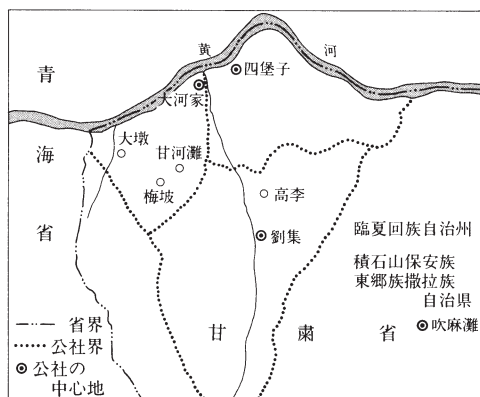 黄河
青海省
四堡子
大河家
大墩
甘河灘
梅坡
高李
劉集
臨夏回族自治州
積石山保安族
東郷族撒拉族
自治県
吹麻灘
甘粛省
省界
公社界
公社の
中心地